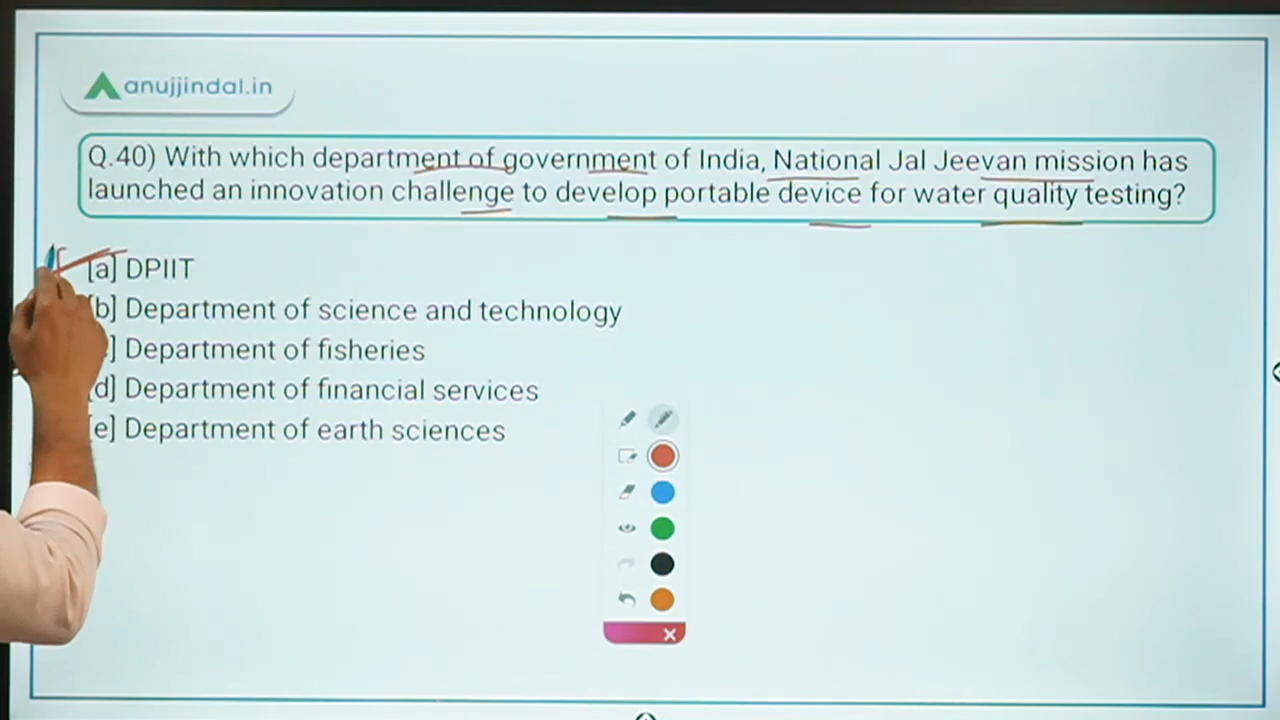 anujjindal.in
Q.40) With which department of government of India, National Jal Jeevan mission has
launched an innovation challenge to develop portable device for water quality testing?
[a] DPIIT
[b] Department of science and technology
] Department of fisheries
[d] Department of financial services
[e] Department of earth sciences